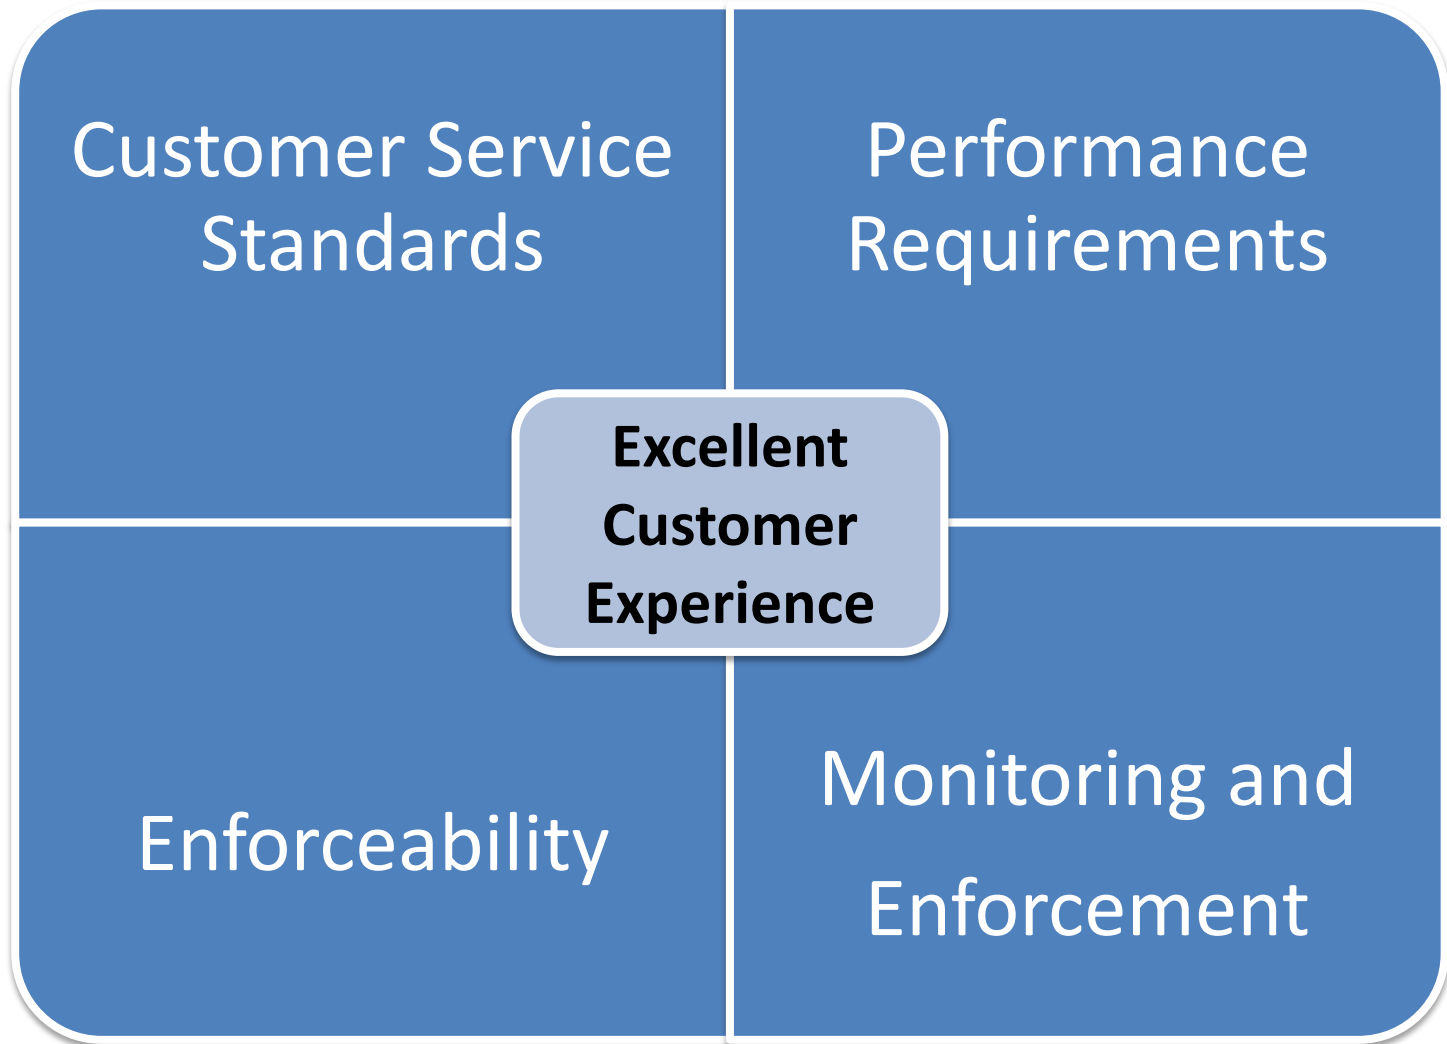 Customer Service
Standards
Performance
Requirements
Excellent
Customer
Experience
Enforceability
Monitoring and
Enforcement